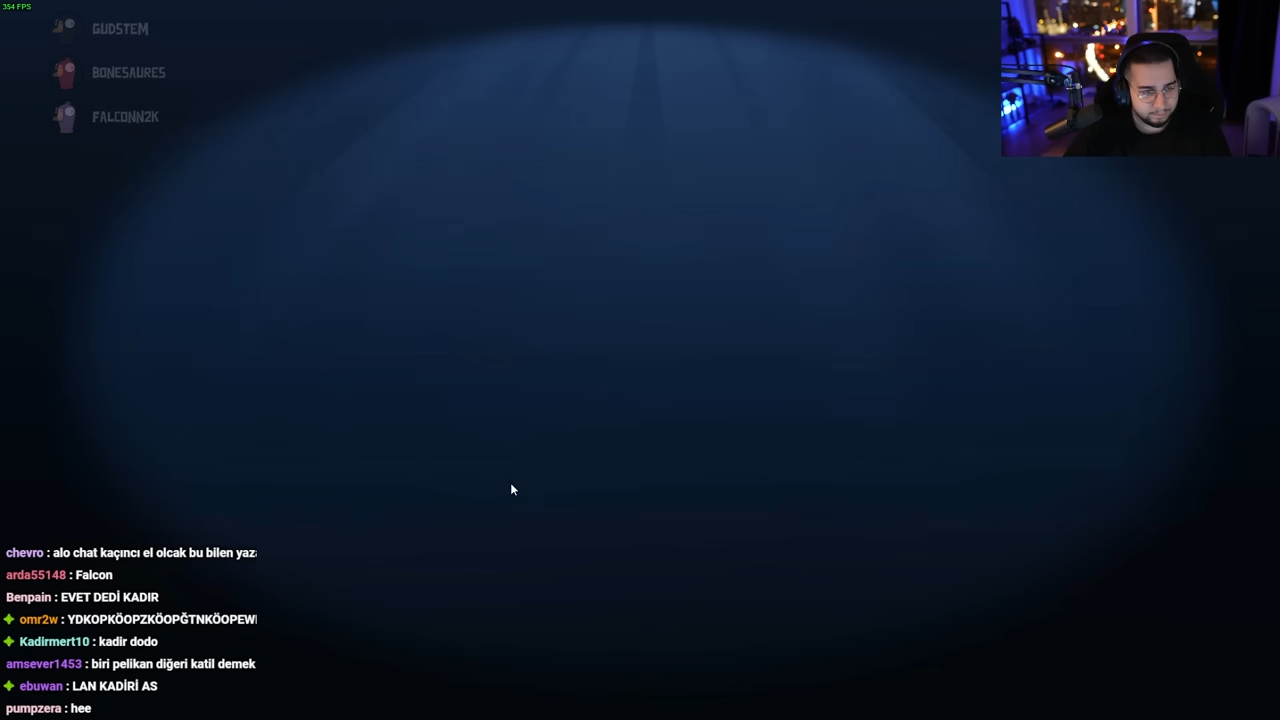 354 FPS
GUDSTEM
BONESAURES
FALCONN2K
chevro : alo chat kaçıncı el olcak bu bilen yaz
arda55148 : Falcon
Benpain : EVET DEDİ KADIR
omr2w : YDKOPKÖOPZKÖOPĞTNKÖOPEW
Kadirmert10 : kadir dodo
amsever1453 : biri pelikan diğeri katil demek
ebuwan : LAN KADİRİ AS
pumpzera : hee